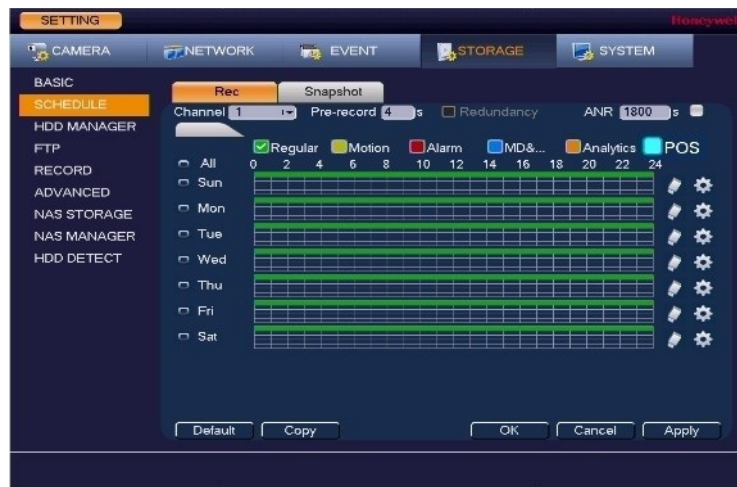 SETTING
Honeywel
CAMERA NETWORK EVENT STORAGE SYSTEM
BASIC
SCHEDULE
HDD MANAGER
FTP
RECORD
ADVANCED
NAS STORAGE
NAS MANAGER
HDD DETECT
Rec Snapshot
Channel 1 Pre-record 4 s Redundancy ANR 1800 s
Regular Motion Alarm MD&... Analytics POS
All 0 2 4 6 8 10 12 14 16 18 20 22 24
Sun
Mon
Tue
Wed
Thu
Fri
Sat
Default Copy OK Cancel Apply